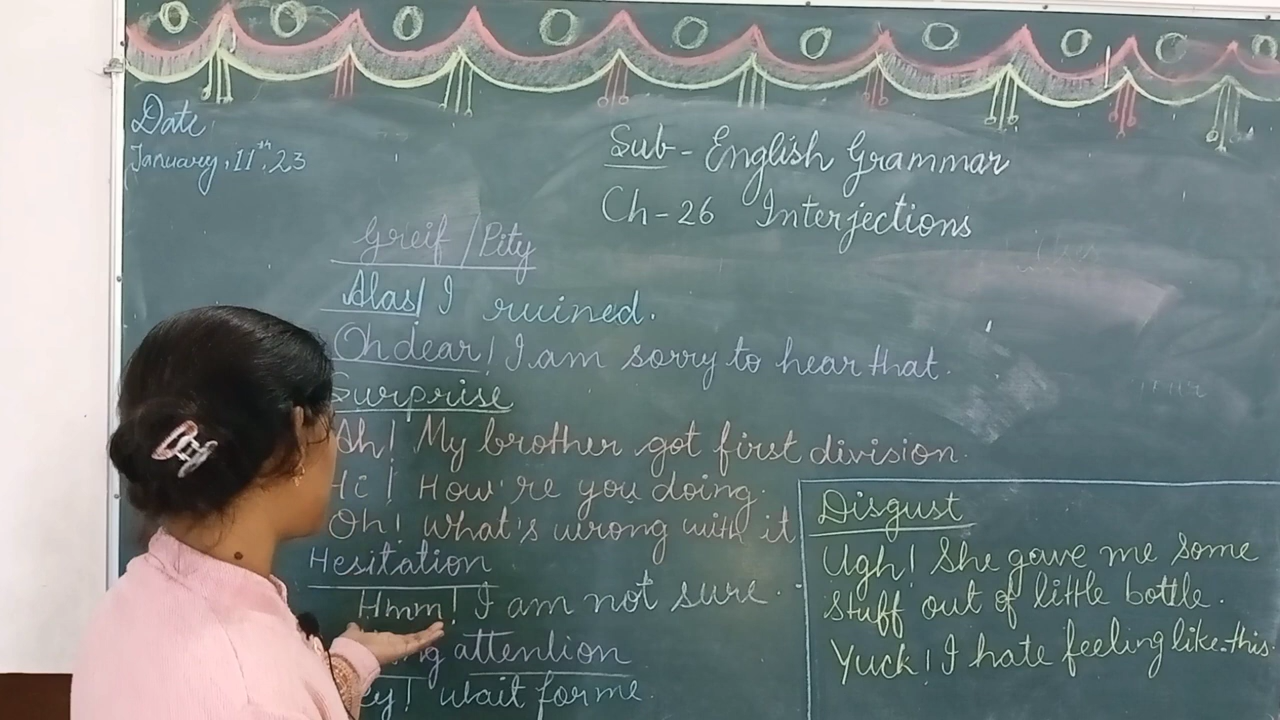 Date,
January, 11th, 23
Sub - English Grammar
Ch - 26 Interjections
Greif / Pity
Alas! I ruined.
Oh dear! I am sorry to hear that.
Surprise
Ah! My brother got first division.
Hi! How're you doing.
Oh! What's wrong with it
Hesitation
Hmm! I am not sure.
attention
wait for me.
Disgust
Ugh! She gave me some
stuff out of little bottle.
Yuck! I hate feeling like this.